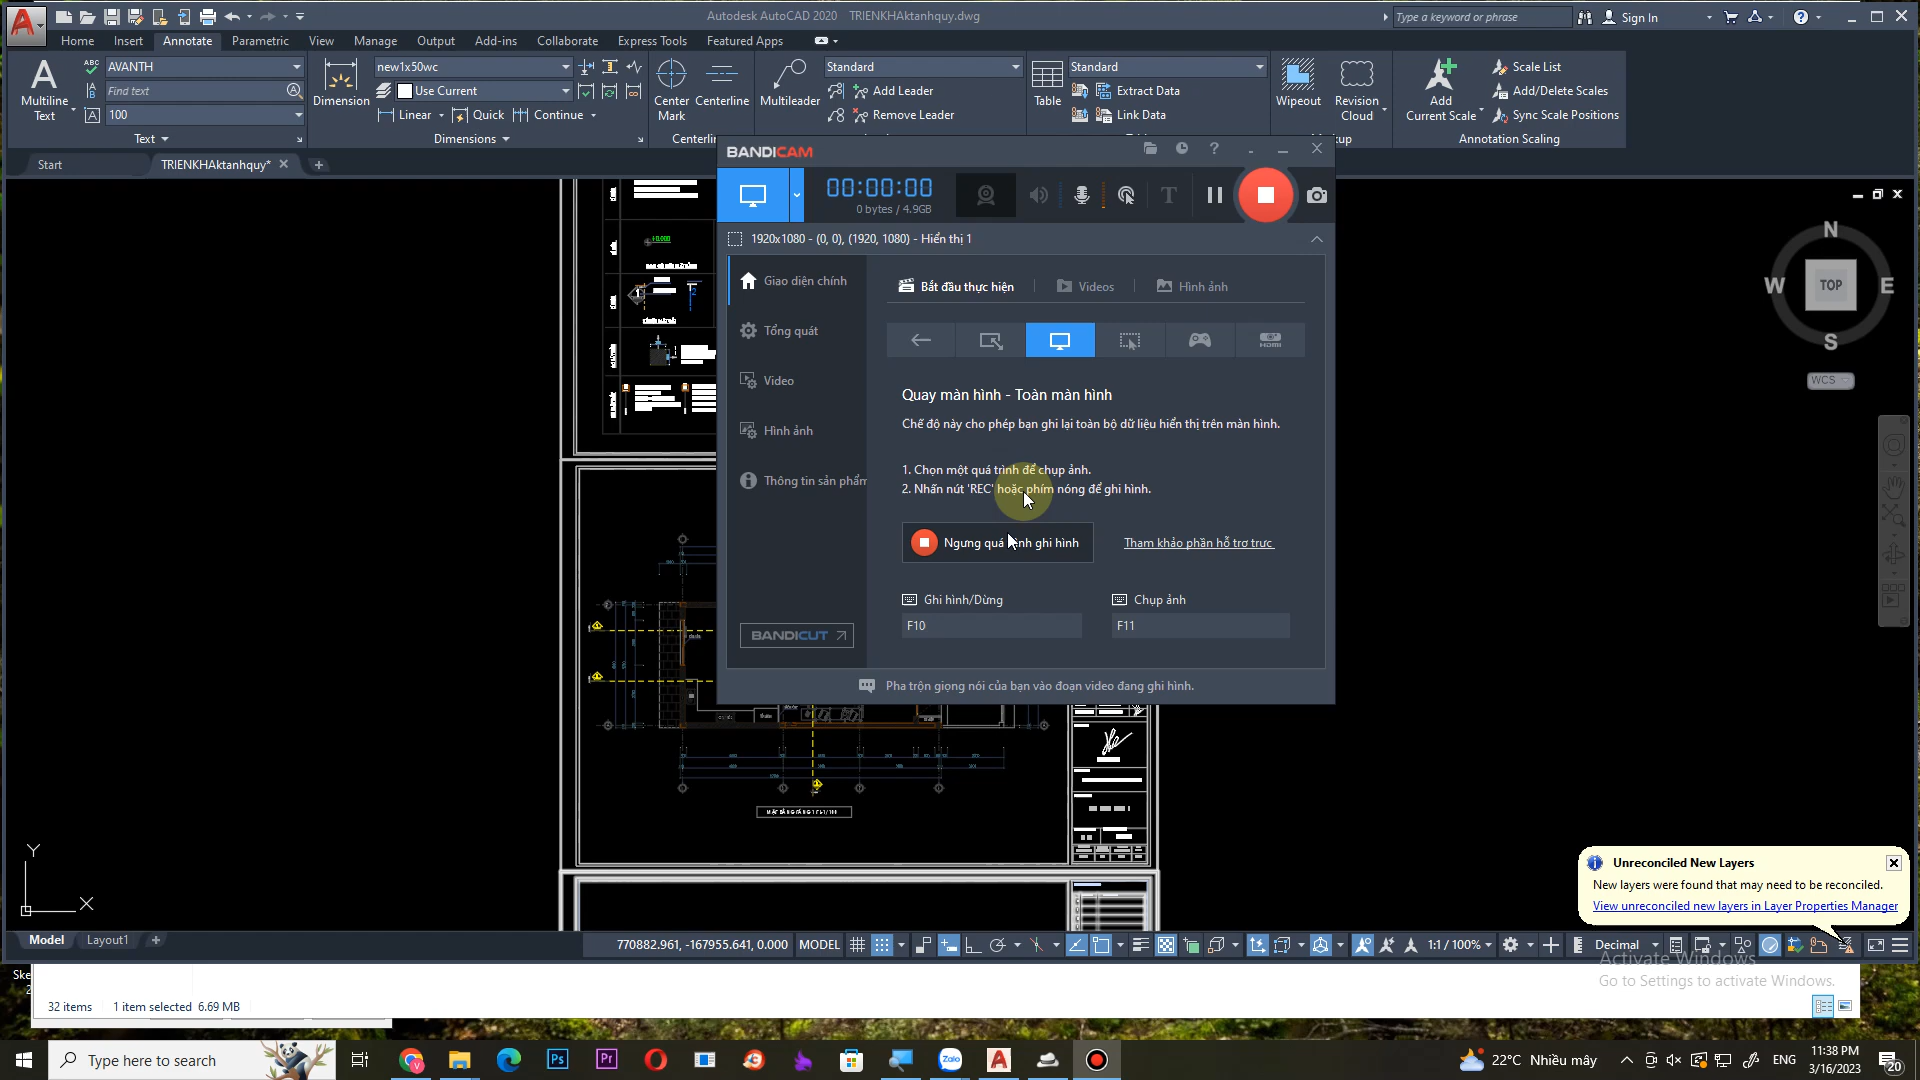 Autodesk AutoCAD 2020 TRIENKHAktanhquy.dwg
Type a keyword or phrase
Sign In
Home Insert Annotate Parametric View Manage Output Add-ins Collaborate Express Tools Featured Apps
Multiline
Text
AVANTH
Find text
100
Text
Dimension
new1x50wc
Use Current
Linear Quick Continue
Dimensions
Center
Mark
Centerline
Multileader
Standard
Add Leader
Remove Leader
Table
Standard
Extract Data
Link Data
Wipeout
Revision
Cloud
Add
Current Scale
Scale List
Add/Delete Scales
Sync Scale Positions
Annotation Scaling
Start TRIENKHAktanhquy*
BANDICAM
00:00:00
0 bytes / 4.9GB
1920x1080 - (0, 0), (1920, 1080) - Hiển thị 1
Giao diện chính
Tổng quát
Video
Hình ảnh
Thông tin sản phẩm
BANDICUT
Bắt đầu thực hiện Videos Hình ảnh
HDMI
Quay màn hình - Toàn màn hình
Chế độ này cho phép bạn ghi lại toàn bộ dữ liệu hiển thị trên màn hình.
1. Chọn một quá trình để chụp ảnh.
2. Nhấn nút 'REC' hoặc phím nóng để ghi hình.
Ngưng quá trình ghi hình
Tham khảo phần hỗ trợ trực
Ghi hình/Dừng Chụp ảnh
F10 F11
Pha trộn giọng nói của bạn vào đoạn video đang ghi hình.
N
W TOP E
S
WCS
Y
X
Unreconciled New Layers
New layers were found that may need to be reconciled.
View unreconciled new layers in Layer Properties Manager
Model Layout1
770882.961, -167955.641, 0.000 MODEL
1:1 / 100%
Decimal
Activate Windows
Go to Settings to activate Windows.
32 items 1 item selected 6.69 MB
Type here to search
22°C Nhiều mây
ENG
11:38 PM
3/16/2023
20